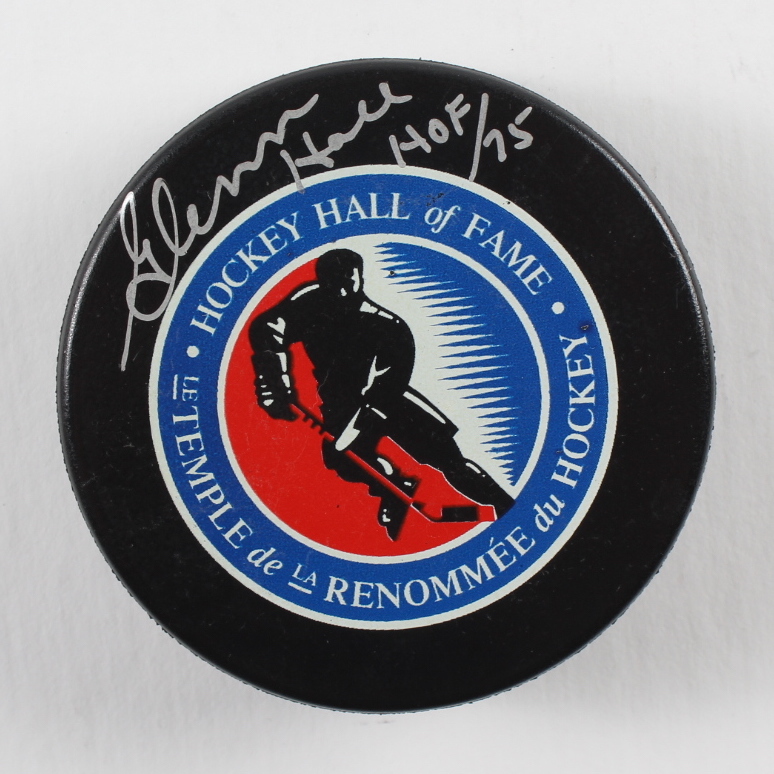 Glenn Hall HOF/75
• HOCKEY HALL of FAME •
LE TEMPLE de LA RENOMMÉE du HOCKEY